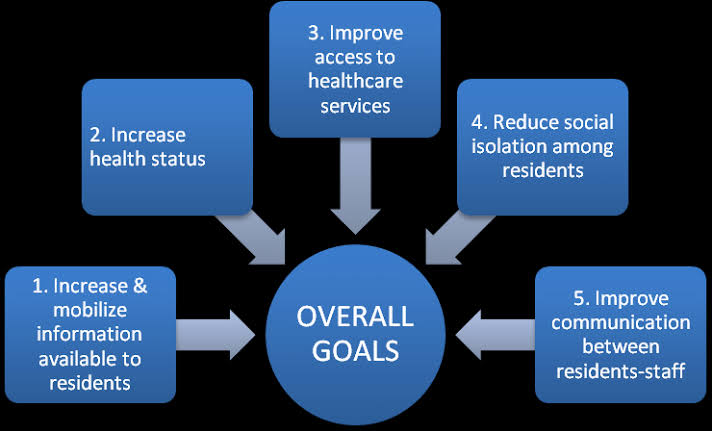 1. Increase &
mobilize
information
available to
residents
2. Increase
health status
3. Improve
access to
healthcare
services
4. Reduce social
isolation among
residents
5. Improve
communication
between
residents-staff
OVERALL
GOALS